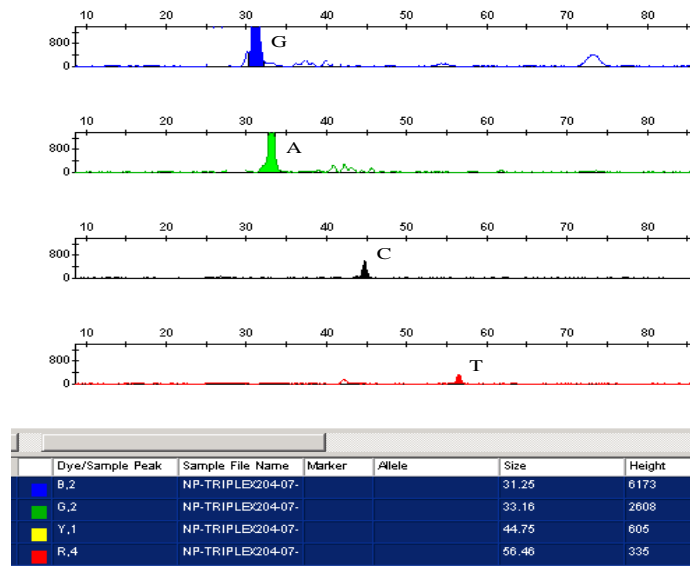 10 20 30 40 50 60 70 80
800
0
G
10 20 30 40 50 60 70 80
800
0
A
10 20 30 40 50 60 70 80
800
0
C
10 20 30 40 50 60 70 80
800
0
T
Dye/Sample Peak Sample File Name Marker Allele Size Height
B,2 NP-TRIPLEX204-07- 31.25 6173
G,2 NP-TRIPLEX204-07- 33.16 2608
Y,1 NP-TRIPLEX204-07- 44.75 605
R,4 NP-TRIPLEX204-07- 56.46 335